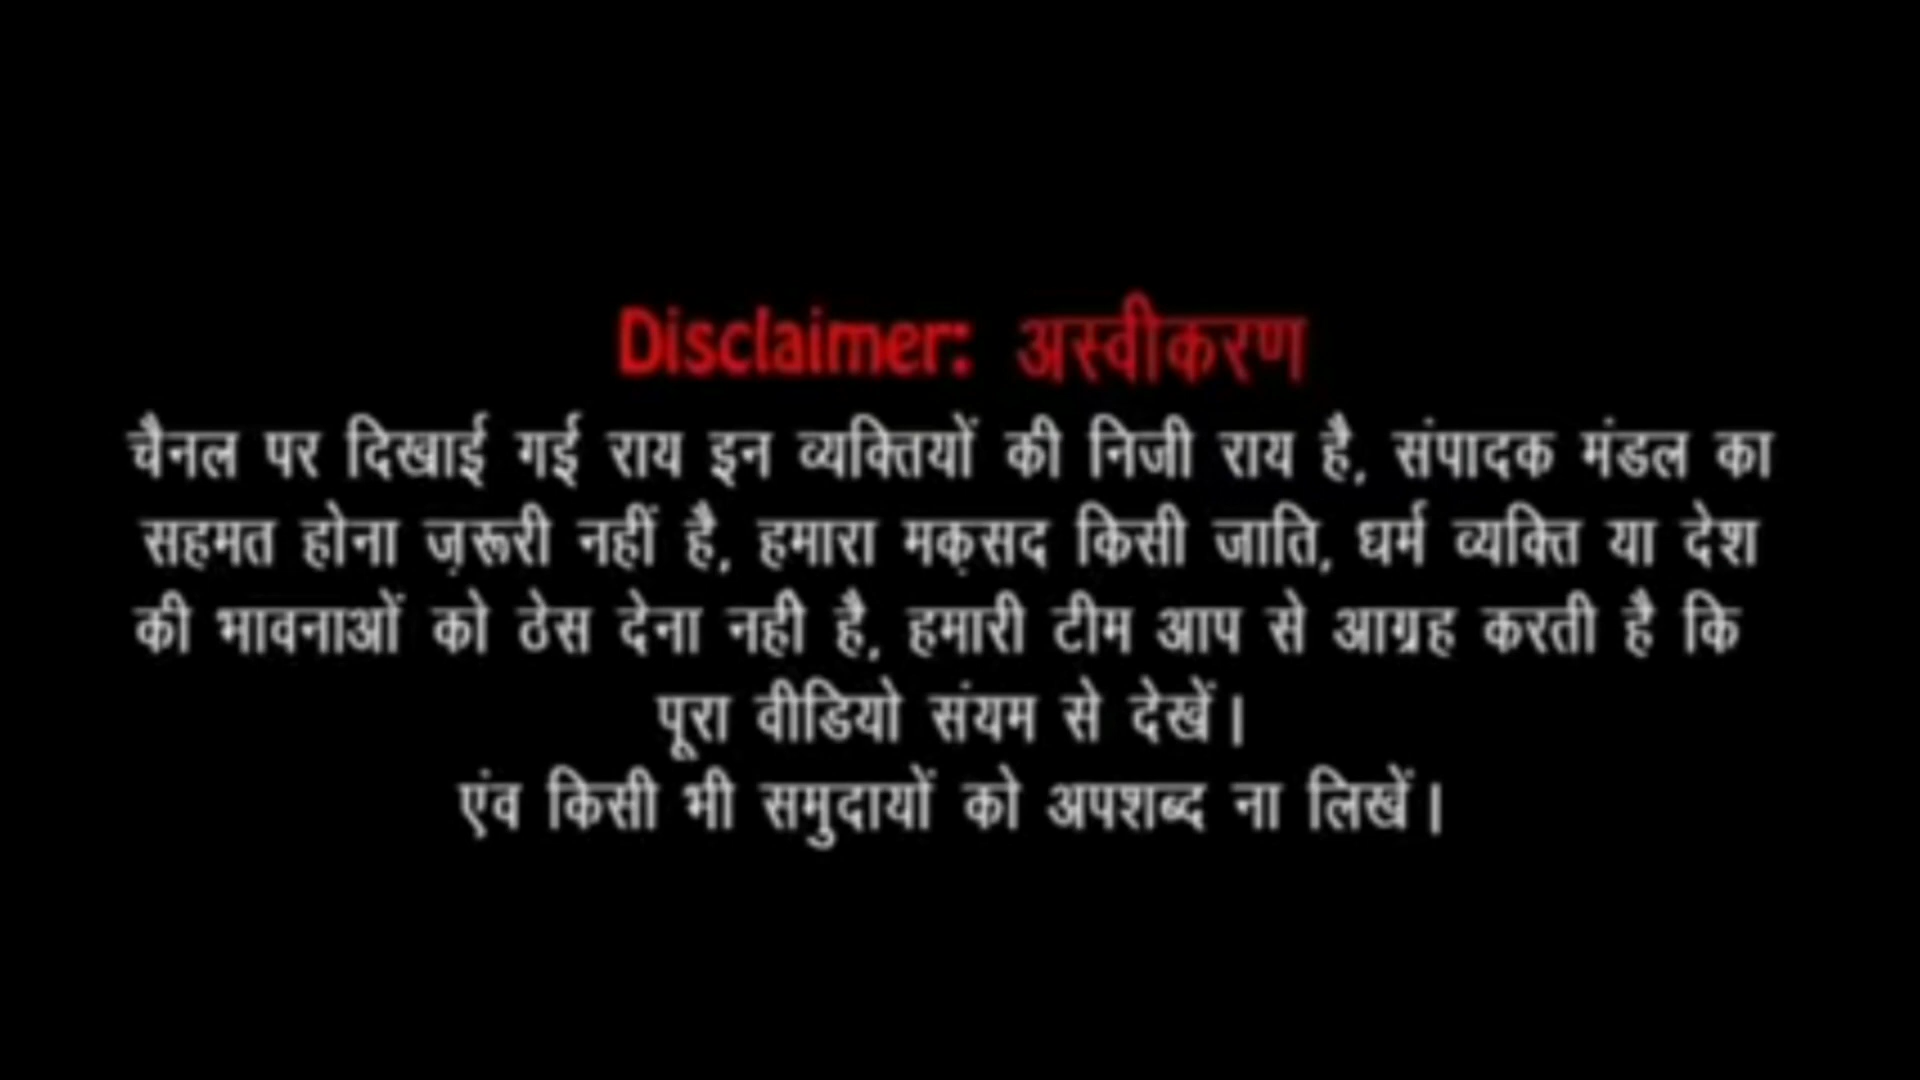 Disclaimer: अस्वीकरण
चैनल पर दिखाई गई राय इन व्यक्तियों की निजी राय है, संपादक मंडल का
सहमत होना ज़रूरी नहीं है, हमारा मक़सद किसी जाति, धर्म व्यक्ति या देश
की भावनाओं को ठेस देना नही है, हमारी टीम आप से आग्रह करती है कि
पूरा वीडियो संयम से देखें।
एंव किसी भी समुदायों को अपशब्द ना लिखें।